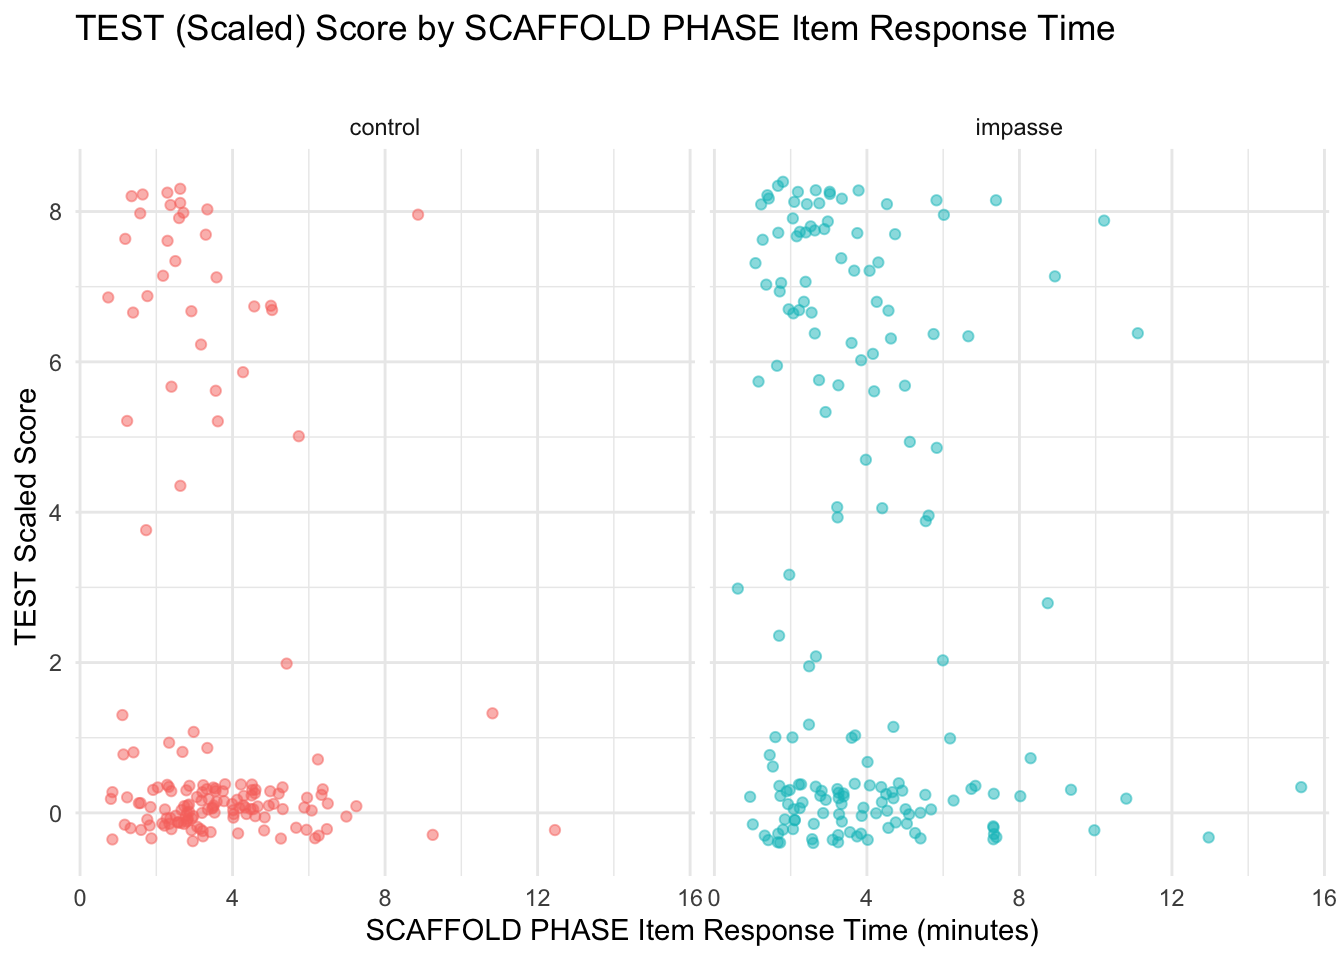 TEST (Scaled) Score by SCAFFOLD PHASE Item Response Time
control
impasse
TEST Scaled Score
8
6
4
2
0
0 4 8 12 16
0 4 8 12 16
SCAFFOLD PHASE Item Response Time (minutes)